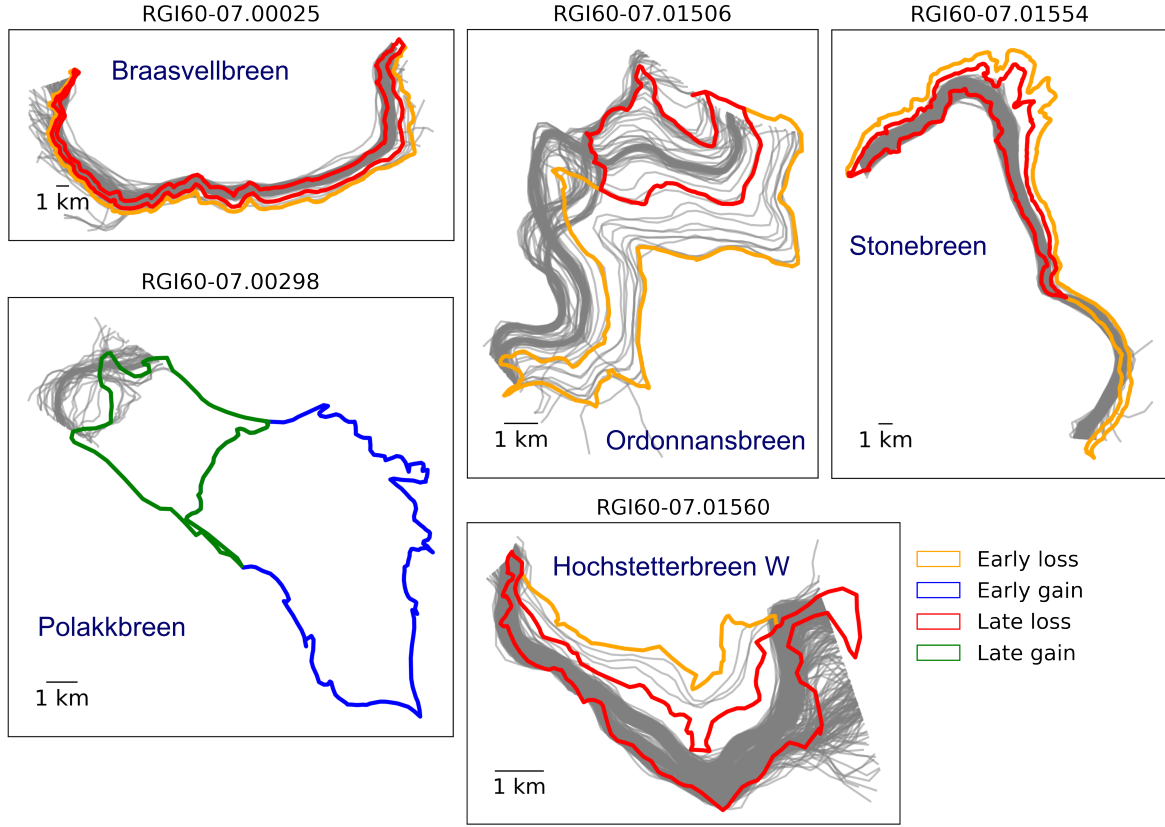 RGI60-07.00025
Braasvellbreen
1 km
RGI60-07.01506
1 km
Ordonnansbreen
RGI60-07.01554
Stonebreen
1 km
RGI60-07.00298
Polakkbreen
1 km
RGI60-07.01560
Hochstetterbreen W
1 km
Early loss
Early gain
Late loss
Late gain